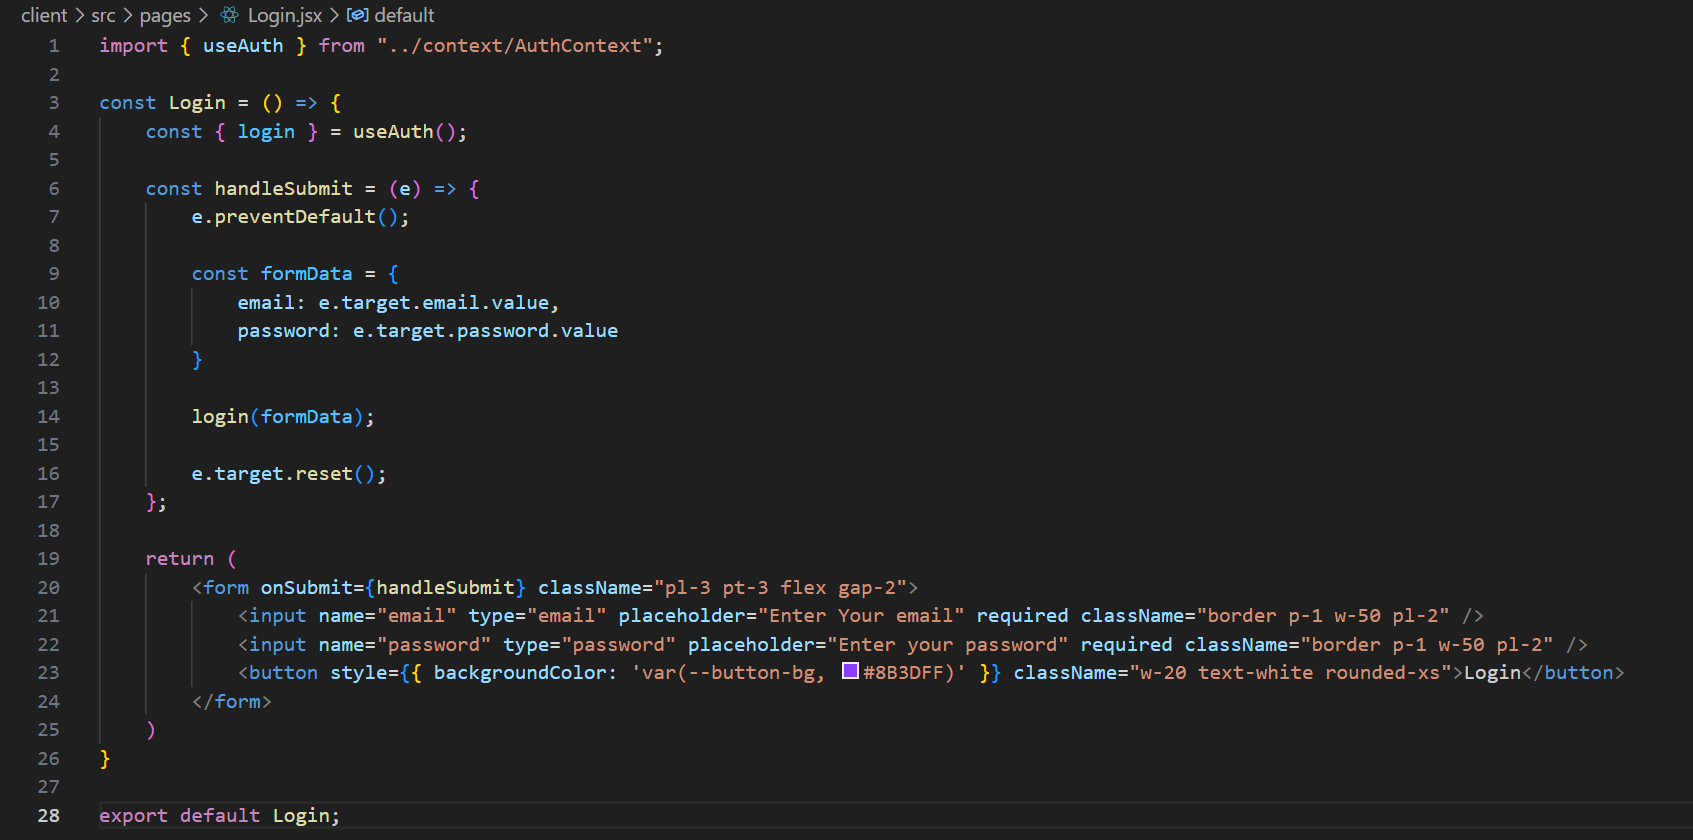 client > src > pages > Login.jsx > default
1 import { useAuth } from "../context/AuthContext";
2
3 const Login = () => {
4     const { login } = useAuth();
5
6     const handleSubmit = (e) => {
7         e.preventDefault();
8
9         const formData = {
10             email: e.target.email.value,
11             password: e.target.password.value
12         }
13
14         login(formData);
15
16         e.target.reset();
17     };
18
19     return (
20         <form onSubmit={handleSubmit} className="pl-3 pt-3 flex gap-2">
21             <input name="email" type="email" placeholder="Enter Your email" required className="border p-1 w-50 pl-2" />
22             <input name="password" type="password" placeholder="Enter your password" required className="border p-1 w-50 pl-2" />
23             <button style={{ backgroundColor: 'var(--button-bg, #8B3DFF)' }} className="w-20 text-white rounded-xs">Login</button>
24         </form>
25     )
26 }
27
28 export default Login;